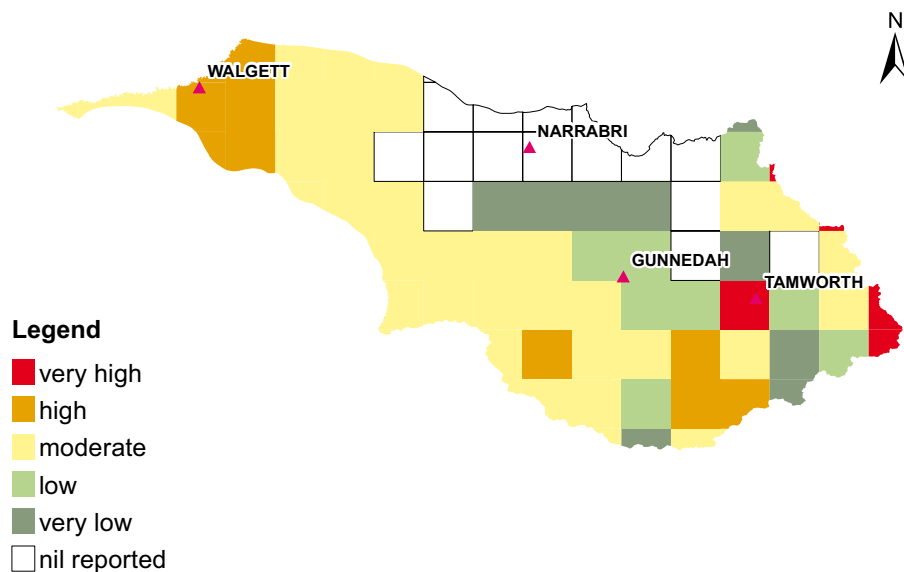 N
WALGETT
NARRABRI
GUNNEDAH
TAMWORTH
Legend
very high
high
moderate
low
very low
nil reported